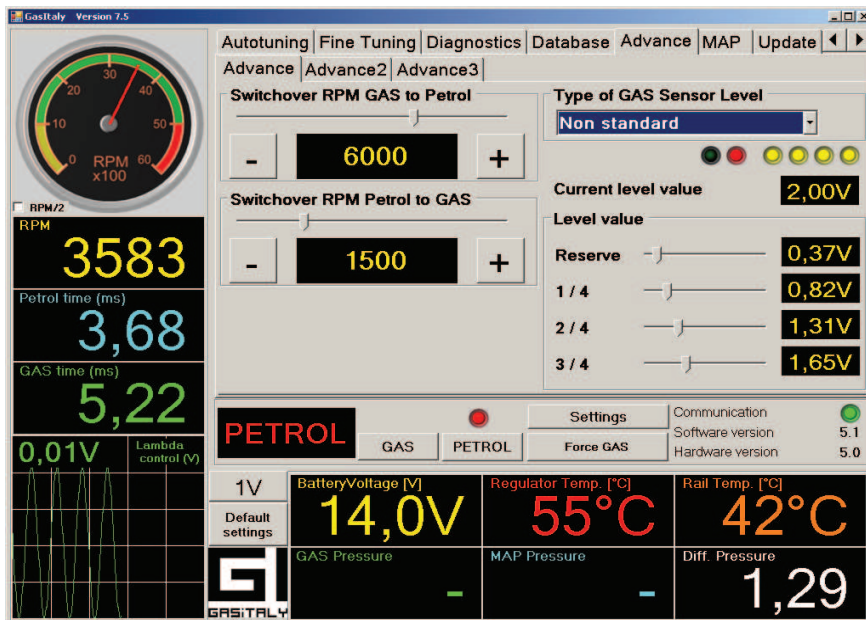 GasItaly Version 7.5
Autotuning Fine Tuning Diagnostics Database Advance MAP Update
Advance Advance2 Advance3
0 10 20 30 40 50 60
RPM
x100
RPM/2
RPM
3583
Petrol time (ms)
3,68
GAS time (ms)
5,22
0,01V
Lambda
control (V)
Switchover RPM GAS to Petrol
- 6000 +
Switchover RPM Petrol to GAS
- 1500 +
Type of GAS Sensor Level
Non standard
Current level value 2,00V
Level value
Reserve 0,37V
1 / 4 0,82V
2 / 4 1,31V
3 / 4 1,65V
PETROL
GAS
PETROL
Settings
Force GAS
Communication
Software version 5.1
Hardware version 5.0
1V
Default
settings
GASiTALY
BatteryVoltage [V]
14,0V
Regulator Temp. [°C]
55°C
Rail Temp. [°C]
42°C
GAS Pressure
-
MAP Pressure
-
Diff. Pressure
1,29